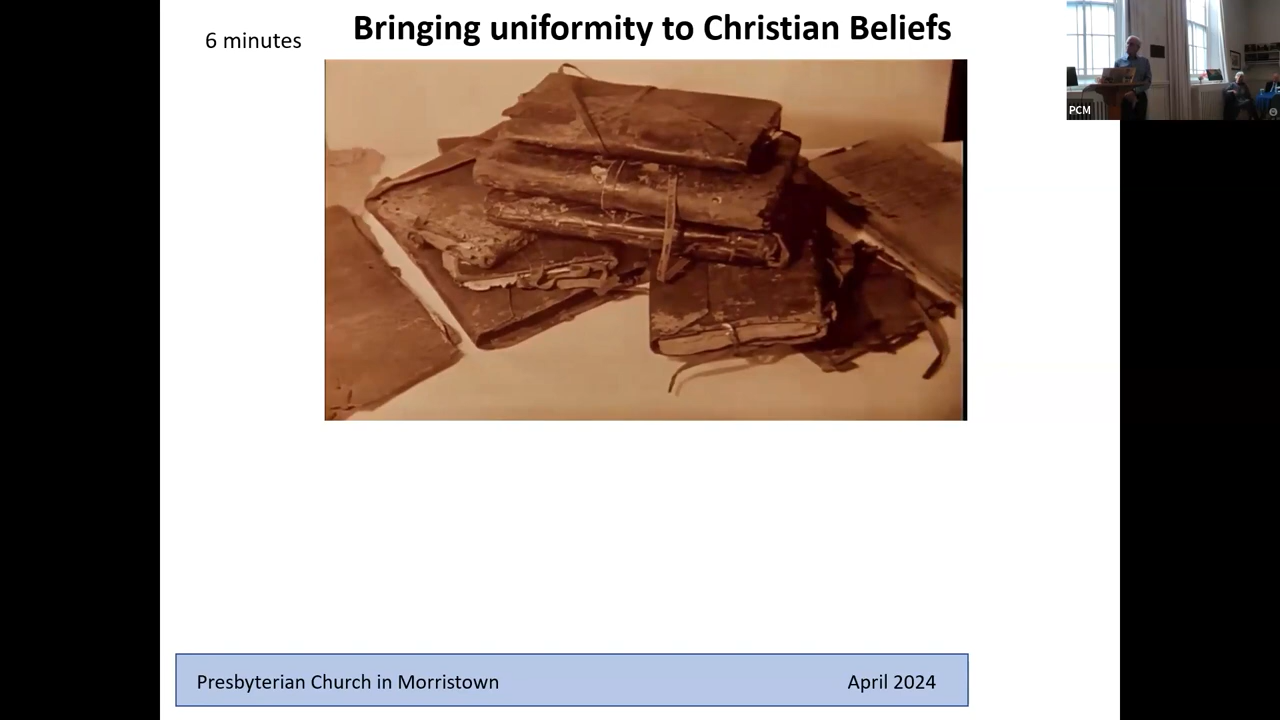 6 minutes
Bringing uniformity to Christian Beliefs
PCM
Presbyterian Church in Morristown
April 2024